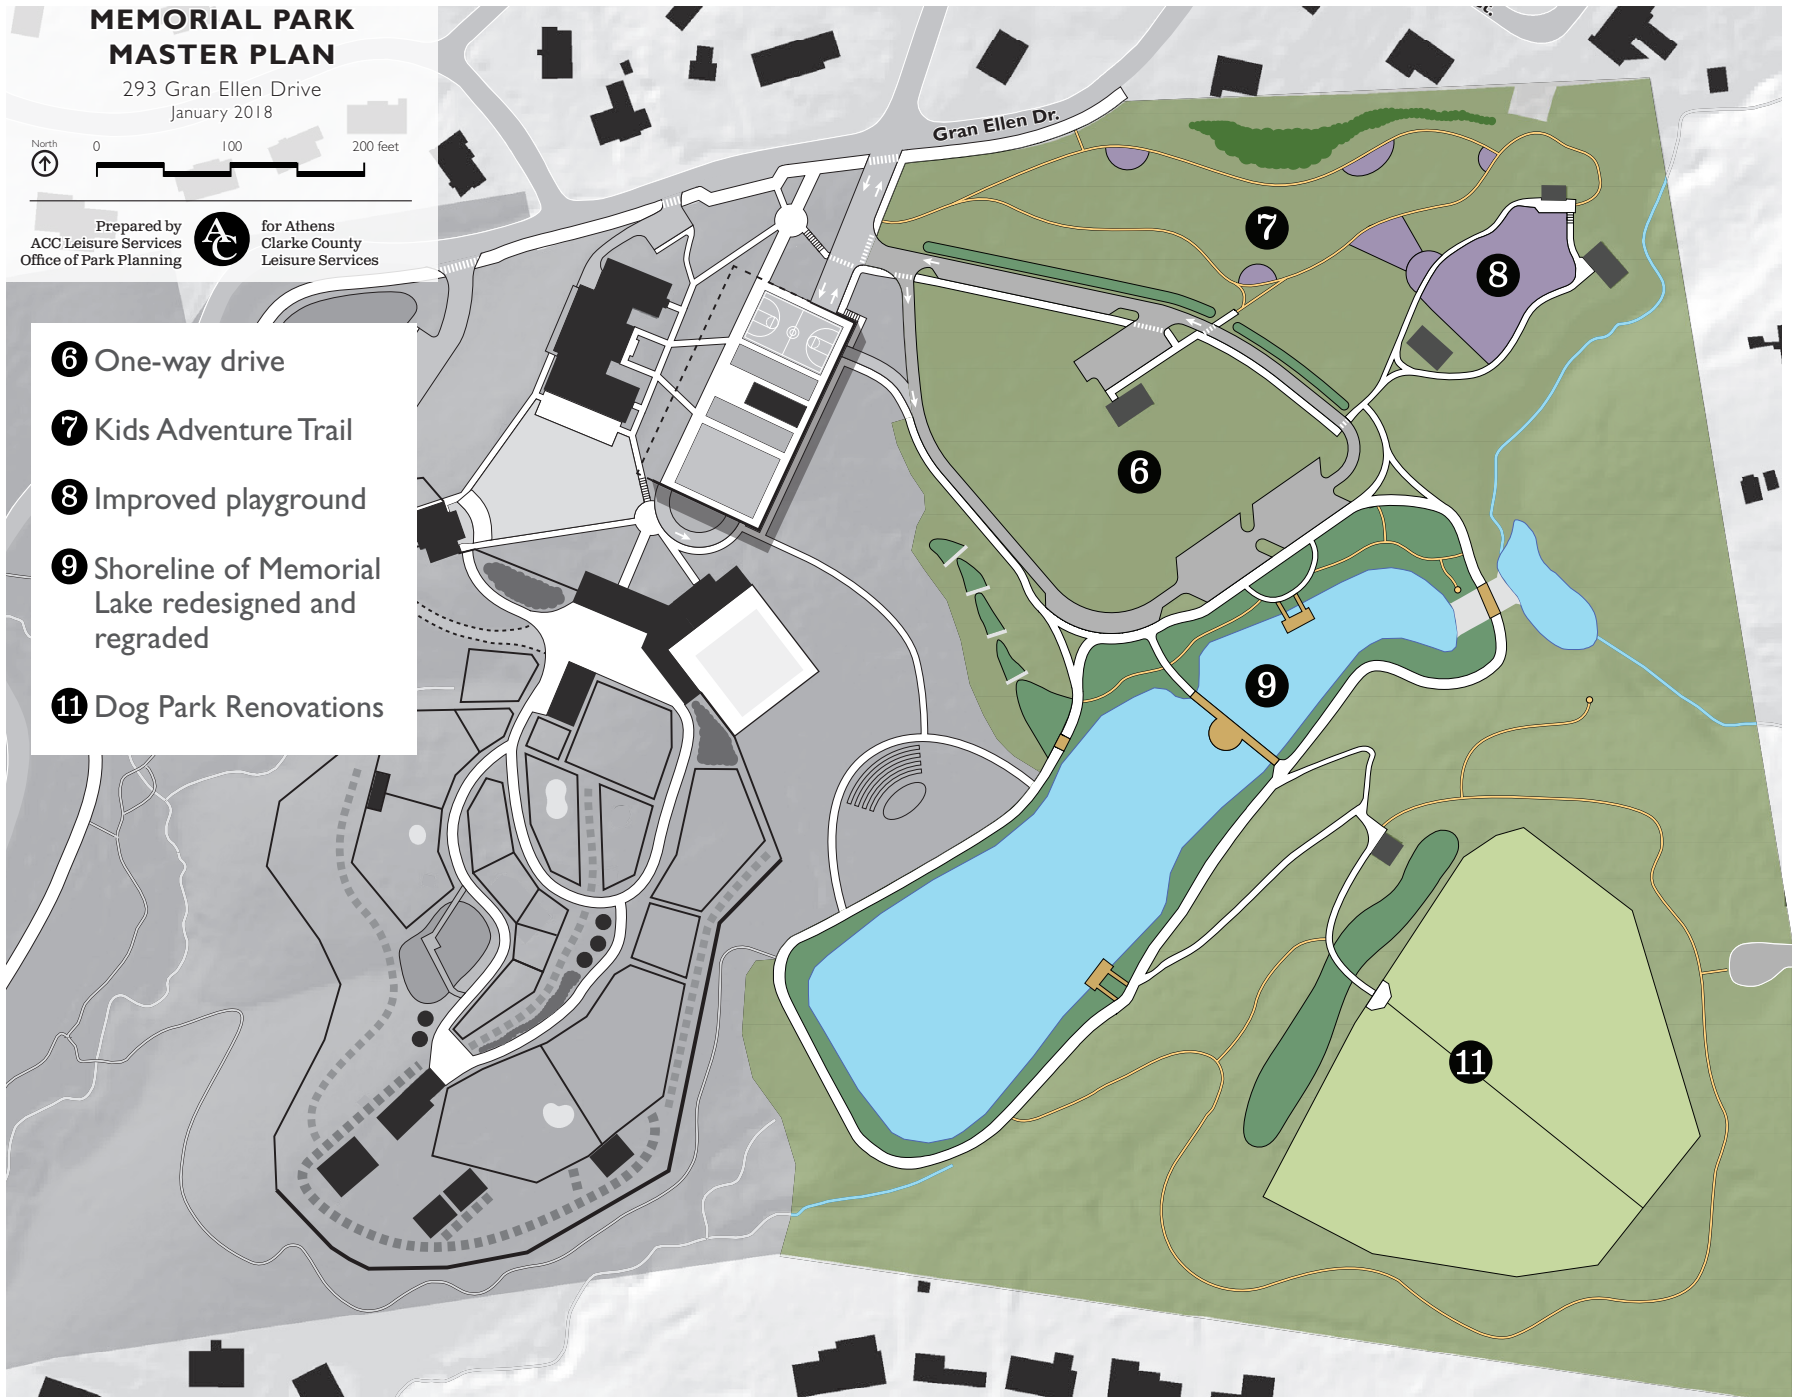 MEMORIAL PARK
MASTER PLAN
293 Gran Ellen Drive
January 2018
North
0 100 200 feet
Prepared by
ACC Leisure Services
Office of Park Planning
AC
for Athens
Clarke County
Leisure Services
6 One-way drive
7 Kids Adventure Trail
8 Improved playground
9 Shoreline of Memorial
Lake redesigned and
regraded
11 Dog Park Renovations
Gran Ellen Dr.
7
8
6
9
11